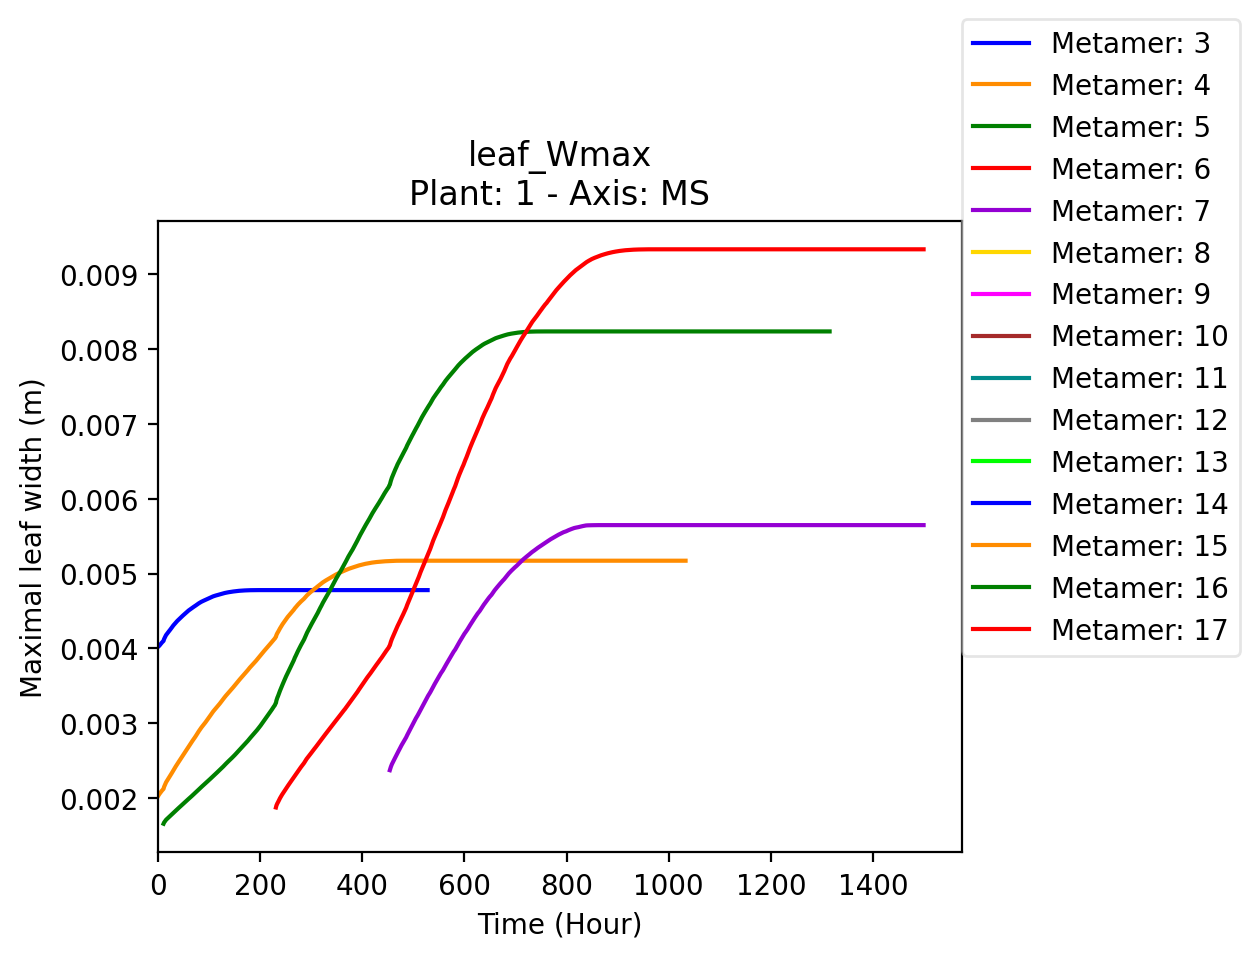 leaf_Wmax
Plant: 1 - Axis: MS
Maximal leaf width (m)
0.009
0.008
0.007
0.006
0.005
0.004
0.003
0.002
0 200 400 600 800 1000 1200 1400
Time (Hour)
Metamer: 3
Metamer: 4
Metamer: 5
Metamer: 6
Metamer: 7
Metamer: 8
Metamer: 9
Metamer: 10
Metamer: 11
Metamer: 12
Metamer: 13
Metamer: 14
Metamer: 15
Metamer: 16
Metamer: 17